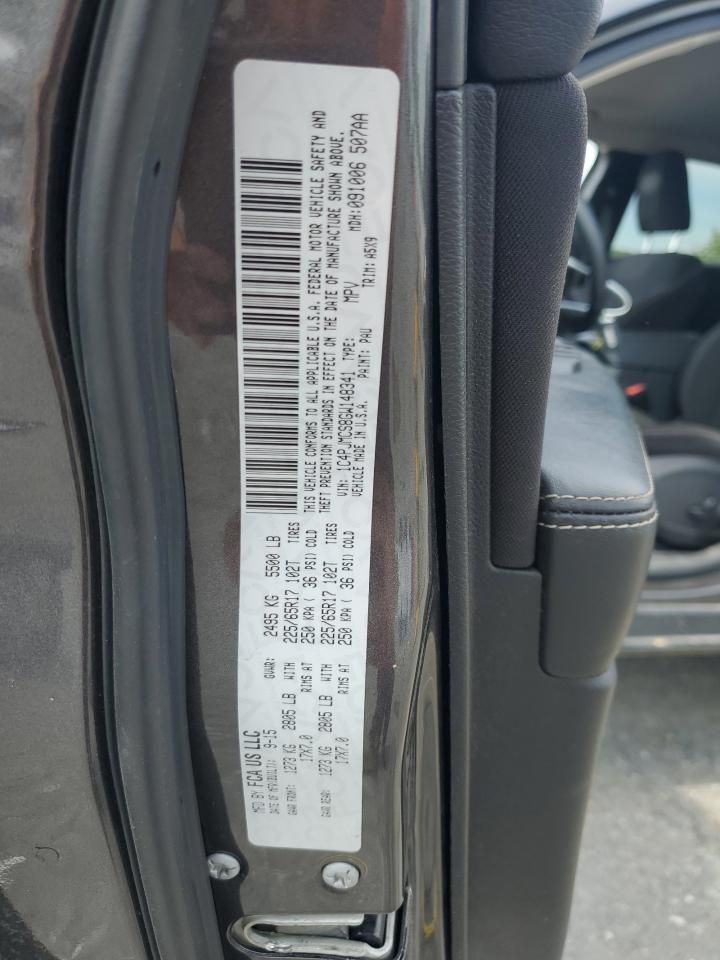 MFD BY FCA US LLC
DATE OF MFR(BUILT): 9-15 GVWR: 2495 KG 5500 LB
GAWR FRONT: 1273 KG 2805 LB WITH 225/65R17 102T TIRES
17X7.0 RIMS AT 250 KPA ( 36 PSI) COLD
GAWR REAR: 1273 KG 2805 LB WITH 225/65R17 102T TIRES
17X7.0 RIMS AT 250 KPA ( 36 PSI) COLD
THIS VEHICLE CONFORMS TO ALL APPLICABLE U.S.A. FEDERAL MOTOR VEHICLE SAFETY AND
THEFT PREVENTION STANDARDS IN EFFECT ON THE DATE OF MANUFACTURE SHOWN ABOVE.
VIN: 1C4PJMCS8GW148341 TYPE: MPV MDH: 091006 507AA
VEHICLE MADE IN U.S.A. PAINT: PAU TRIM: A5X9